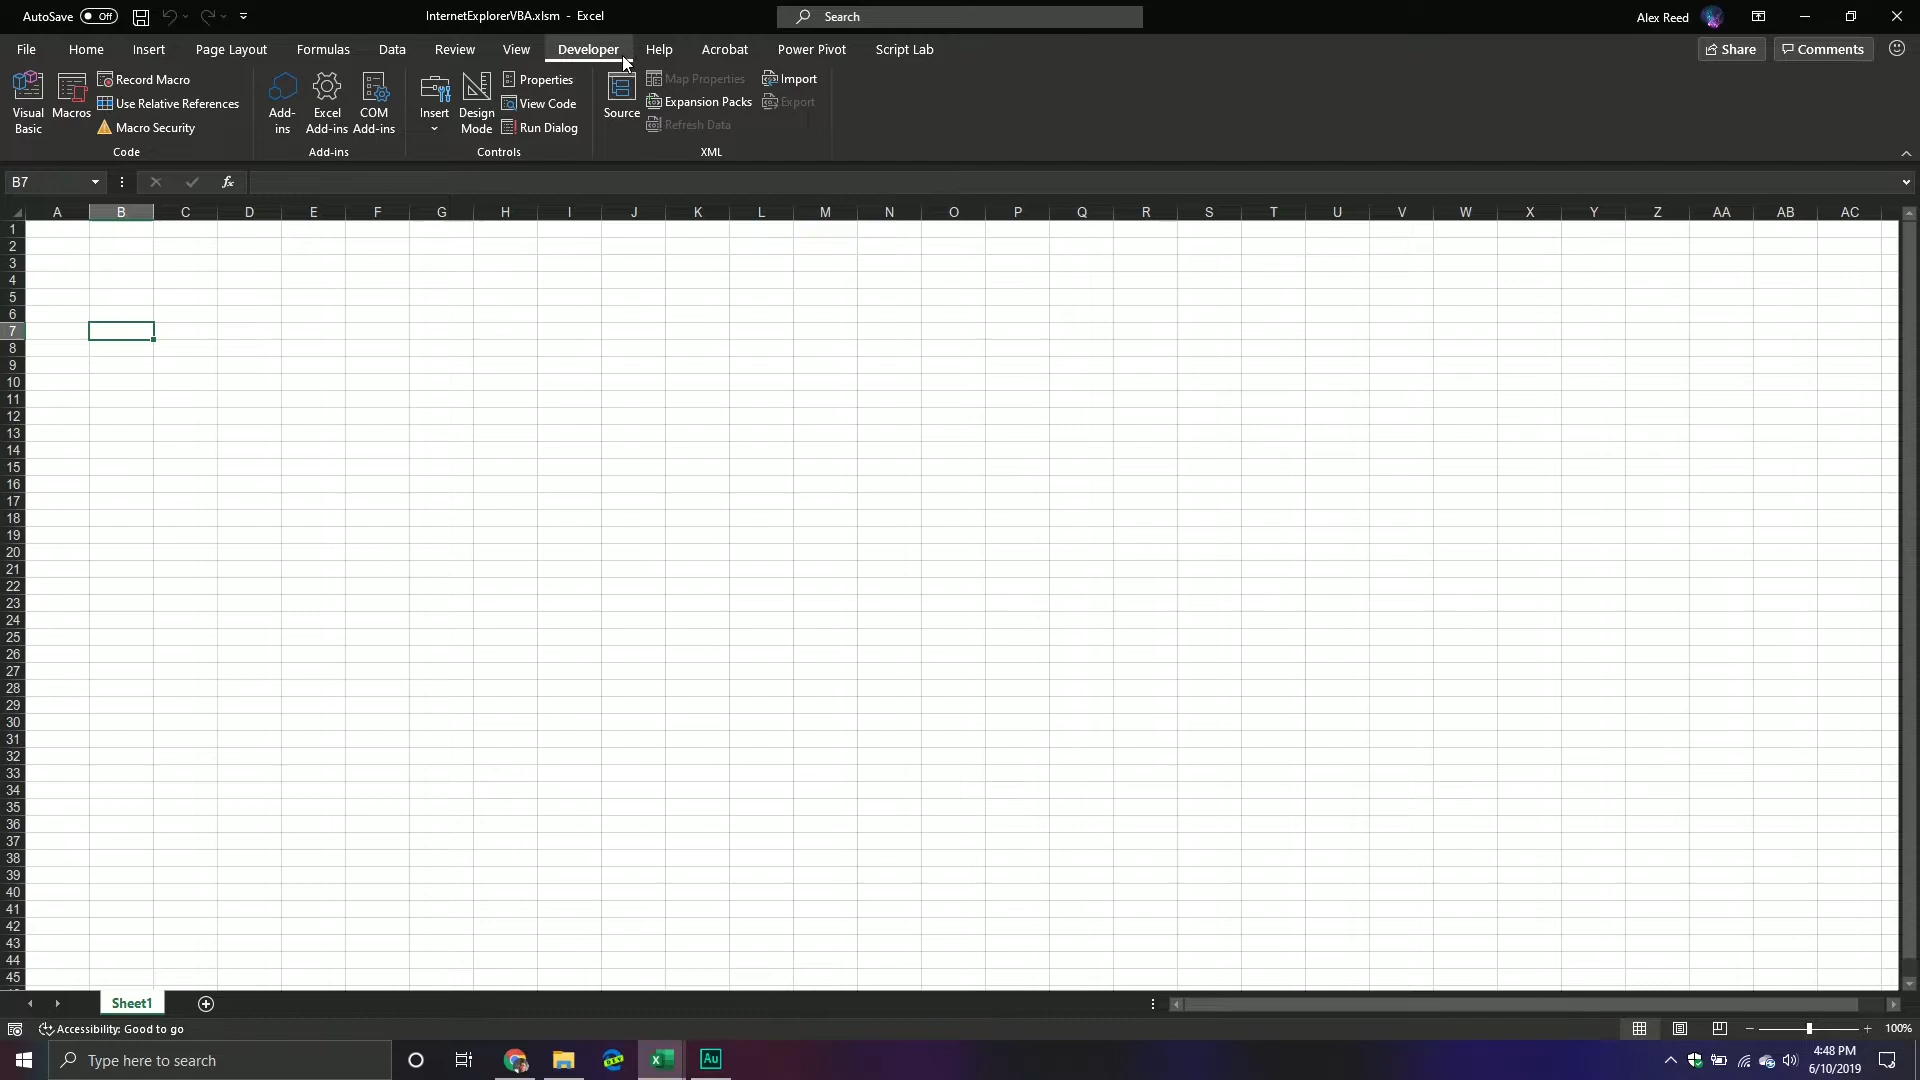 AutoSave Off InternetExplorerVBA.xlsm - Excel Search Alex Reed
File Home Insert Page Layout Formulas Data Review View Developer Help Acrobat Power Pivot Script Lab Share Comments
Visual Basic
Macros
Record Macro
Use Relative References
Macro Security
Code
Add-ins
Excel Add-ins
COM Add-ins
Add-ins
Insert
Design Mode
Properties
View Code
Run Dialog
Controls
Source
Map Properties
Expansion Packs
Refresh Data
Import
Export
XML
B7 fx
A B C D E F G H I J K L M N O P Q R S T U V W X Y Z AA AB AC
1
2
3
4
5
6
7
8
9
10
11
12
13
14
15
16
17
18
19
20
21
22
23
24
25
26
27
28
29
30
31
32
33
34
35
36
37
38
39
40
41
42
43
44
45
Sheet1
Accessibility: Good to go 100%
Type here to search DEV Au 4:48 PM
6/10/2019